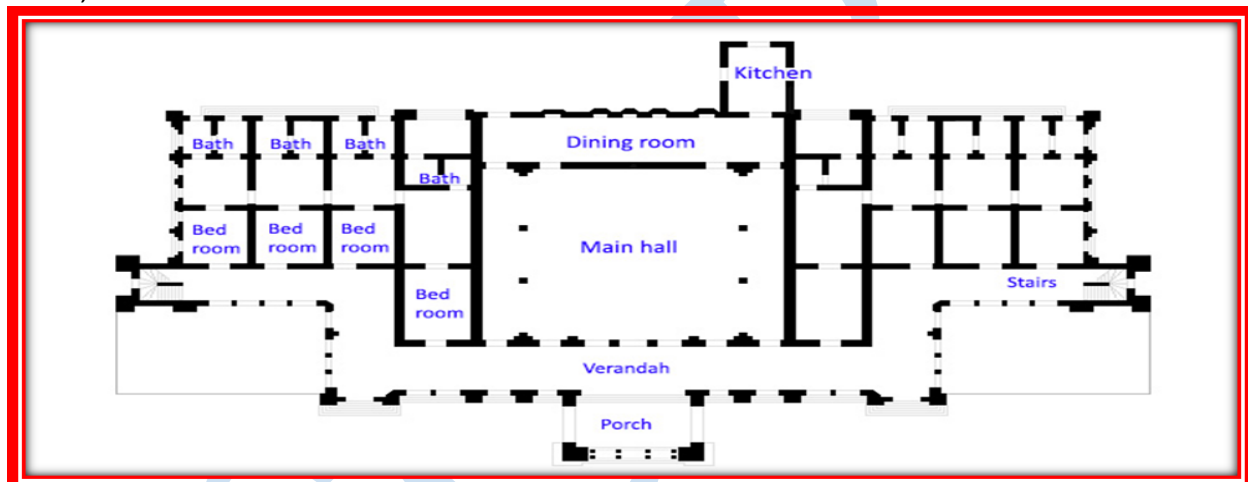 Kitchen
Dining room
Bath
Bath
Bath
Bath
Bed
room
Bed
room
Bed
room
Main hall
Stairs
Bed
room
Verandah
Porch